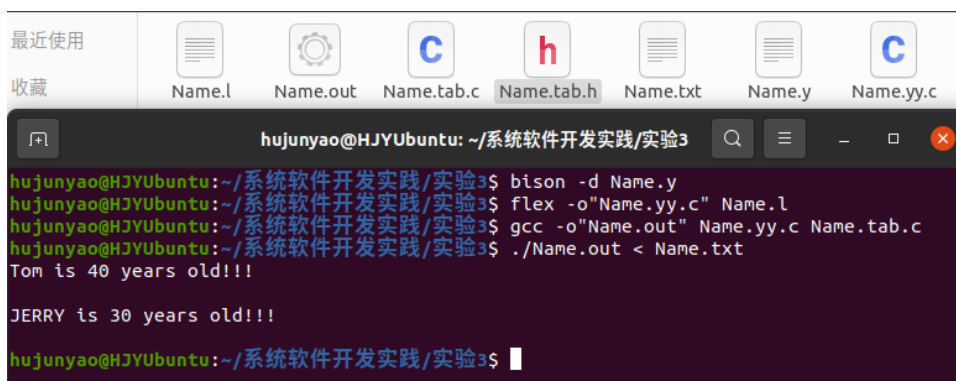 最近使用
收藏
Name.l Name.out Name.tab.c Name.tab.h Name.txt Name.y Name.yy.c
hujunyao@HJYUbuntu: ~/系统软件开发实践/实验3
hujunyao@HJYUbuntu:~/系统软件开发实践/实验3$ bison -d Name.y
hujunyao@HJYUbuntu:~/系统软件开发实践/实验3$ flex -o"Name.yy.c" Name.l
hujunyao@HJYUbuntu:~/系统软件开发实践/实验3$ gcc -o"Name.out" Name.yy.c Name.tab.c
hujunyao@HJYUbuntu:~/系统软件开发实践/实验3$ ./Name.out < Name.txt
Tom is 40 years old!!!
JERRY is 30 years old!!!
hujunyao@HJYUbuntu:~/系统软件开发实践/实验3$